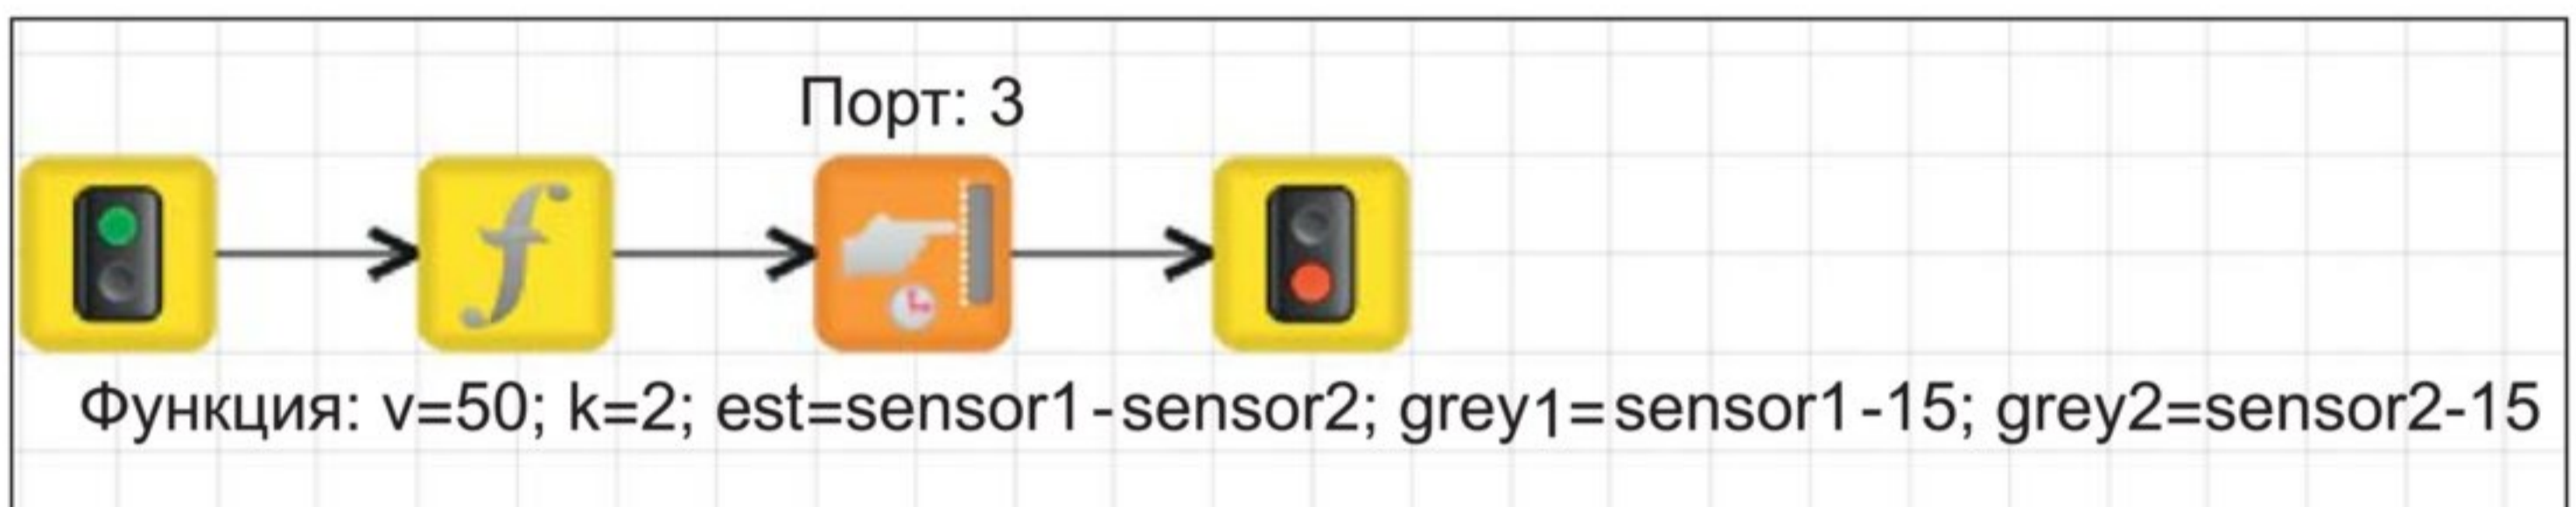 Порт: 3
Функция: v=50; k=2; est=sensor1-sensor2; grey1=sensor1-15; grey2=sensor2-15